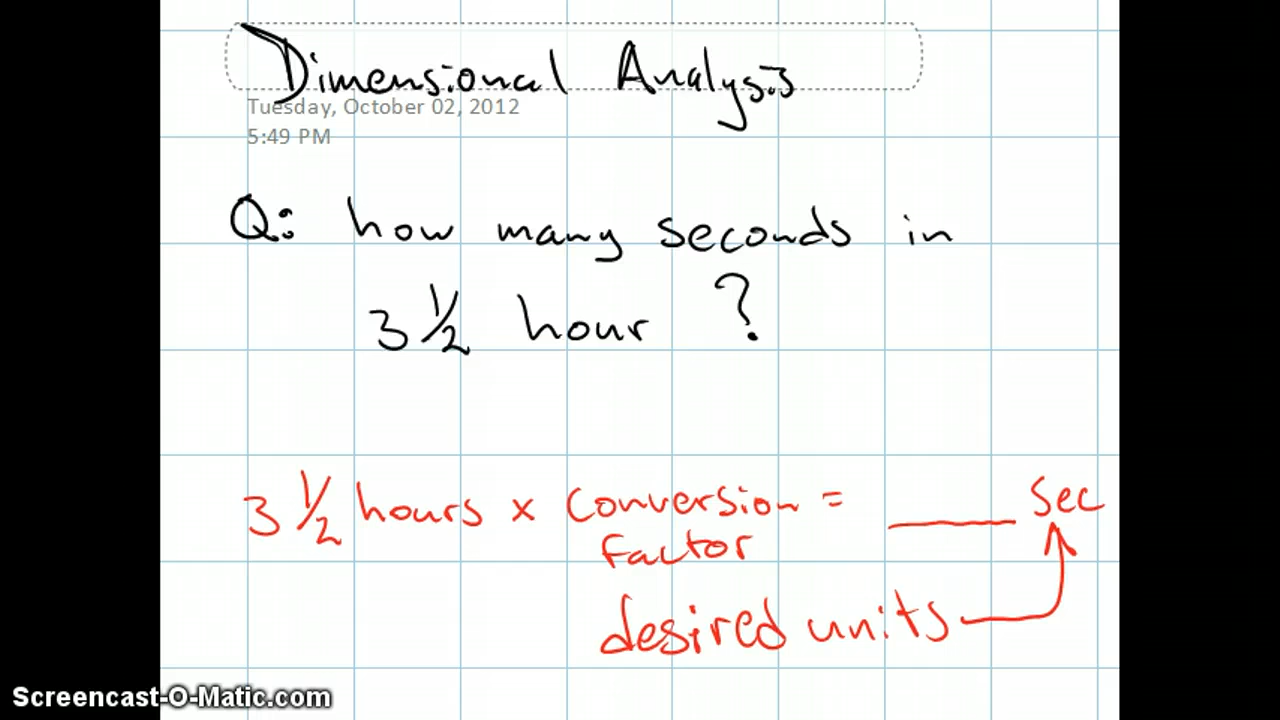 Dimensional Analysis
Tuesday, October 02, 2012
5:49 PM
Q: how many seconds in
3 1/2 hour ?
3 1/2 hours x conversion = ____ sec
factor
desired units
Screencast-O-Matic.com